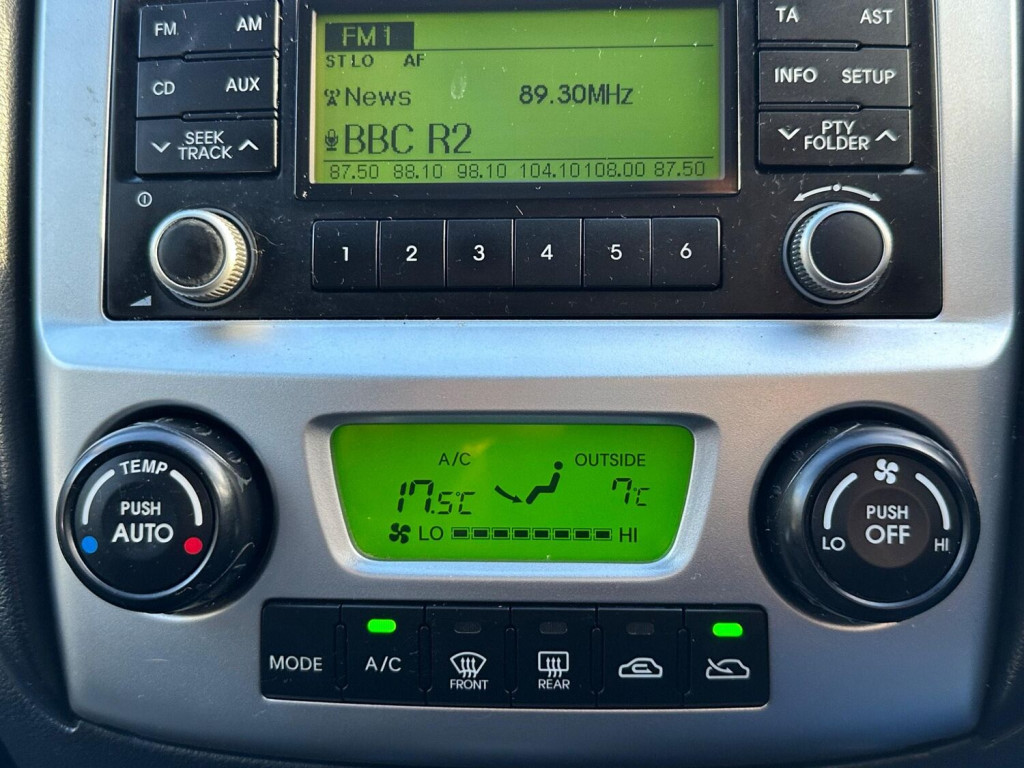 FM AM
CD AUX
SEEK
TRACK
FM1
ST LO AF
News 89.30MHz
BBC R2
87.50 88.10 98.10 104.10 108.00 87.50
TA AST
INFO SETUP
PTY
FOLDER
1 2 3 4 5 6
TEMP
PUSH
AUTO
A/C OUTSIDE
17.5°C 7°C
LO HI
PUSH
OFF
LO HI
MODE A/C FRONT REAR